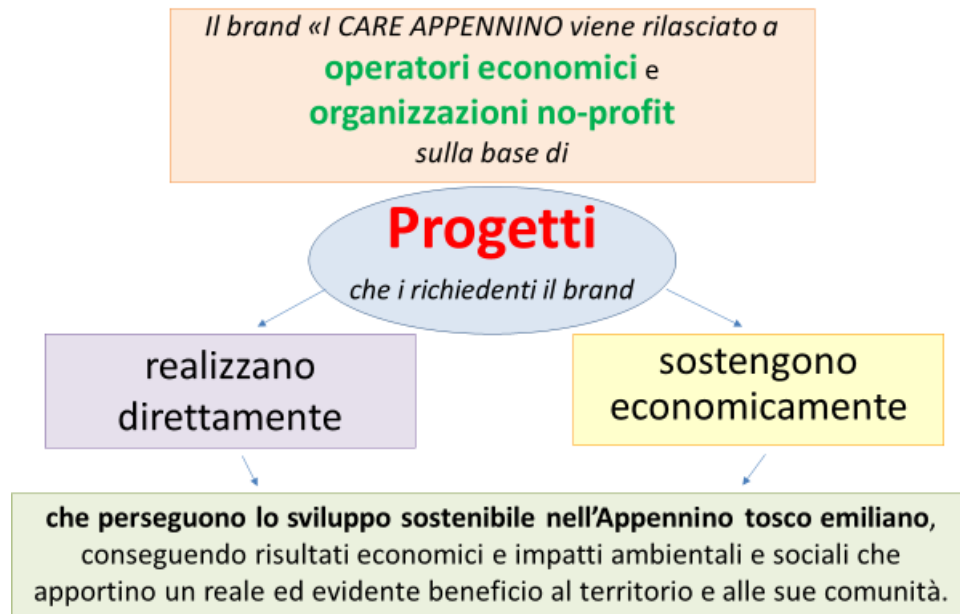 Il brand «I CARE APPENNINO viene rilasciato a
operatori economici e
organizzazioni no-profit
sulla base di
Progetti
che i richiedenti il brand
realizzano
direttamente
sostengono
economicamente
che perseguono lo sviluppo sostenibile nell’Appennino tosco emiliano,
conseguendo risultati economici e impatti ambientali e sociali che
apportino un reale ed evidente beneficio al territorio e alle sue comunità.